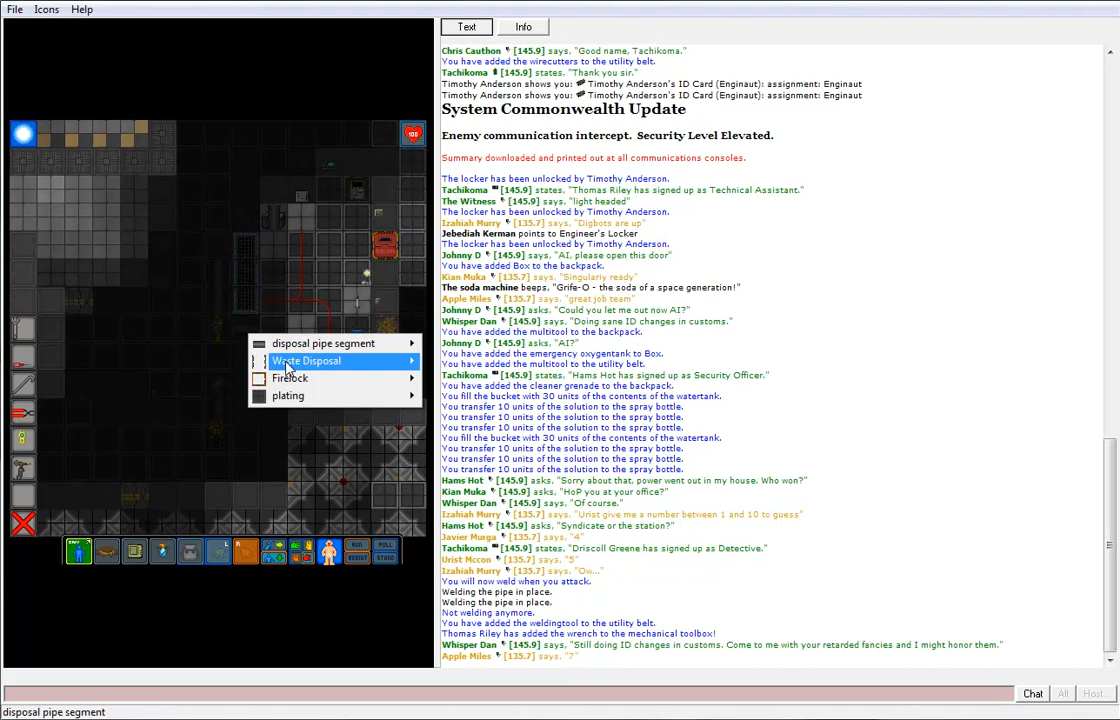 File Icons Help
Text Info
Chris Cauthon [145.9] says, "Good name, Tachikoma."
You have added the wirecutters to the utility belt.
Tachikoma [145.9] states, "Thank you sir."
Timothy Anderson shows you: Timothy Anderson's ID Card (Enginaut): assignment: Enginaut
Timothy Anderson shows you: Timothy Anderson's ID Card (Enginaut): assignment: Enginaut
System Commonwealth Update
Enemy communication intercept. Security Level Elevated.
Summary downloaded and printed out at all communications consoles.
The locker has been unlocked by Timothy Anderson.
Tachikoma [145.9] states, "Thomas Riley has signed up as Technical Assistant."
The Witness [145.9] says, "light headed"
The locker has been unlocked by Timothy Anderson.
Izahiah Murry [135.7] says, "Digbots are up"
Jebediah Kerman points to Engineer's Locker
The locker has been unlocked by Timothy Anderson.
Johnny D [145.9] says, "AI, please open this door"
You have added Box to the backpack.
Kian Muka [135.7] says, "Singulariy ready"
The soda machine beeps, "Grife-O - the soda of a space generation!"
Apple Miles [135.7] says, "great job team"
Johnny D [145.9] asks, "Could you let me out now AI?"
Whisper Dan [145.9] says, "Doing sane ID changes in customs."
You have added the multitool to the backpack.
Johnny D [145.9] asks, "AI?"
You have added the emergency oxygentank to Box.
You have added the multitool to the utility belt.
Tachikoma [145.9] states, "Hams Hot has signed up as Security Officer."
You have added the cleaner grenade to the backpack.
You fill the bucket with 30 units of the contents of the watertank.
You transfer 10 units of the solution to the spray bottle.
You transfer 10 units of the solution to the spray bottle.
You transfer 10 units of the solution to the spray bottle.
You fill the bucket with 30 units of the contents of the watertank.
You transfer 10 units of the solution to the spray bottle.
You transfer 10 units of the solution to the spray bottle.
You transfer 10 units of the solution to the spray bottle.
Hams Hot [145.9] asks, "Sorry about that, power went out in my house. Who won?"
Kian Muka [145.9] asks, "HoP you at your office?"
Whisper Dan [145.9] says, "Of course."
Izahiah Murry [135.7] says, "Urist give me a number between 1 and 10 to guess"
Hams Hot [145.9] asks, "Syndicate or the station?"
Javier Murga [135.7] says, "4"
Tachikoma [145.9] states, "Driscoll Greene has signed up as Detective."
Urist Mccon [135.7] says, "5"
Izahiah Murry [135.7] says, "Ow..."
You will now weld when you attack.
Welding the pipe in place.
Welding the pipe in place.
Not welding anymore.
You have added the weldingtool to the utility belt.
Thomas Riley has added the wrench to the mechanical toolbox!
Whisper Dan [145.9] says, "Still doing ID changes in customs. Come to me with your retarded fancies and I might honor them."
Apple Miles [135.7] says, "7"
100
disposal pipe segment
Waste Disposal
Firelock
plating
Chat Alt Host...
disposal pipe segment